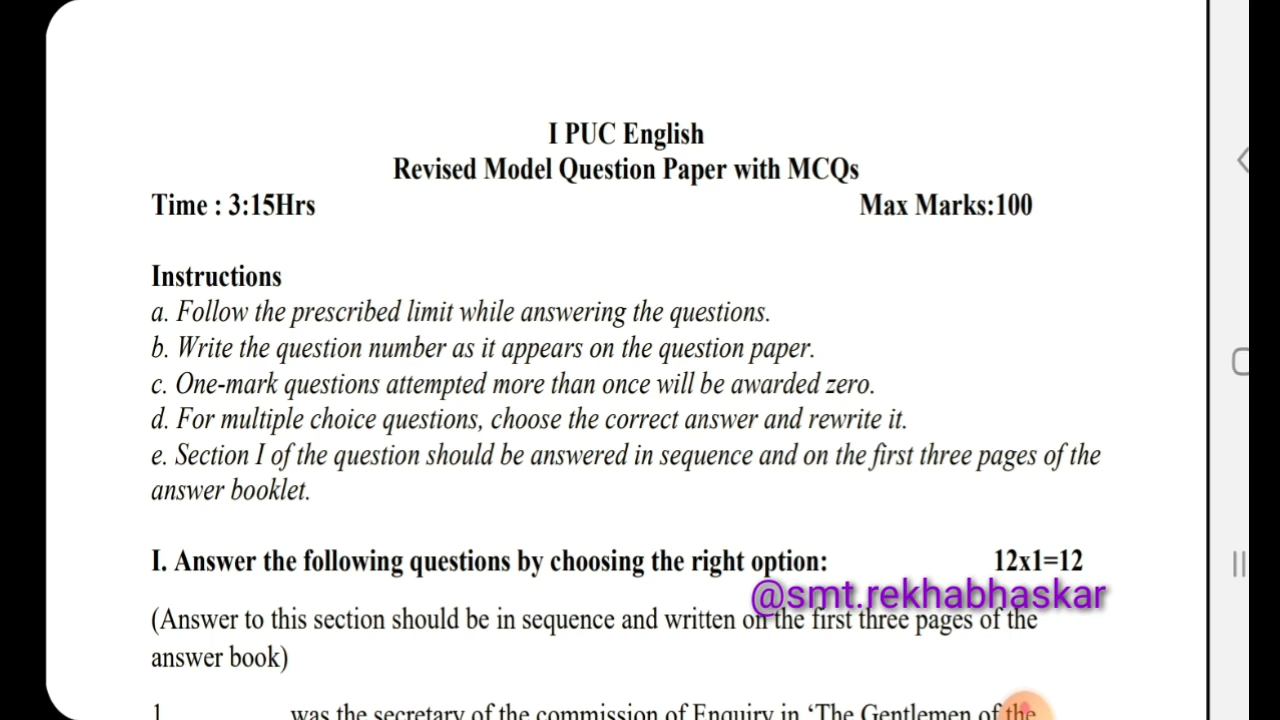 I PUC English
Revised Model Question Paper with MCQs
Time : 3:15Hrs Max Marks:100
Instructions
a. Follow the prescribed limit while answering the questions.
b. Write the question number as it appears on the question paper.
c. One-mark questions attempted more than once will be awarded zero.
d. For multiple choice questions, choose the correct answer and rewrite it.
e. Section I of the question should be answered in sequence and on the first three pages of the
answer booklet.
I. Answer the following questions by choosing the right option: 12x1=12
@smt.rekhabhaskar
(Answer to this section should be in sequence and written on the first three pages of the
answer book)
1 ________ was the secretary of the commission of Enquiry in ‘The Gentlemen of the